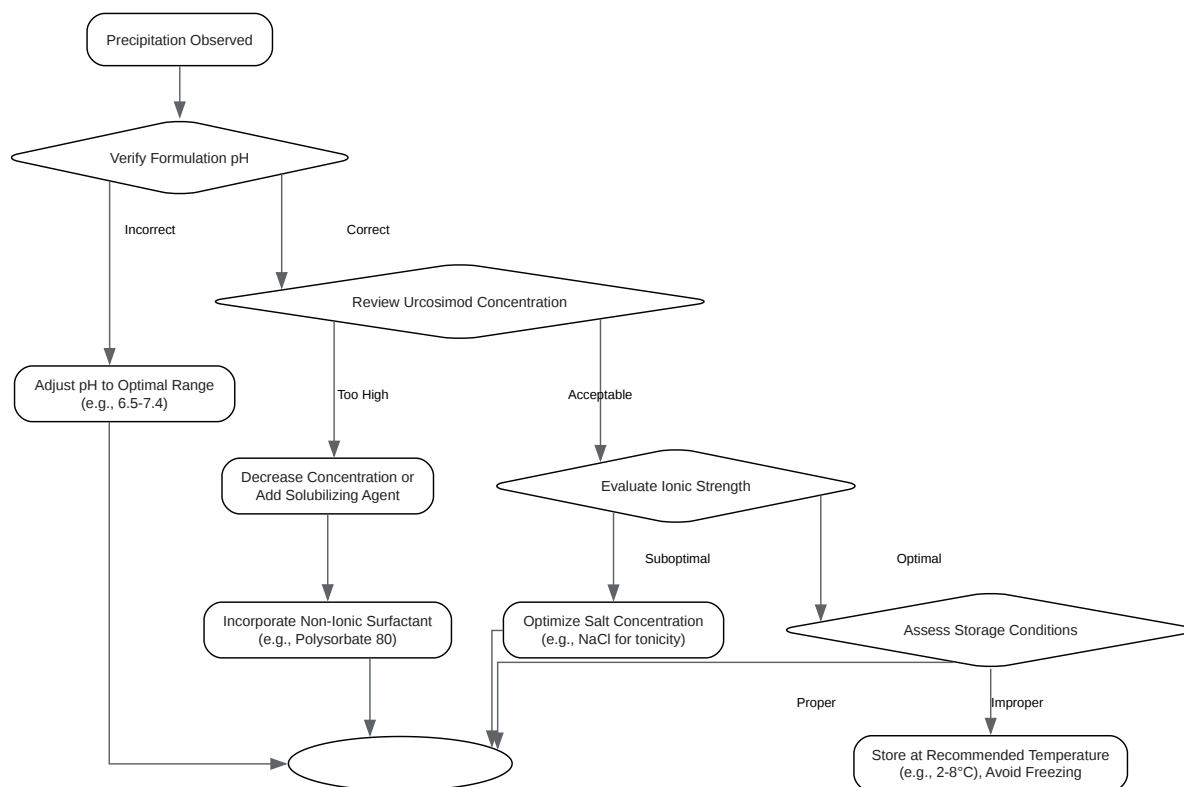 Precipitation Observed
Verify Formulation pH
Incorrect
Correct
Review Urcosimod Concentration
Adjust pH to Optimal Range
(e.g., 6.5-7.4)
Too High
Acceptable
Decrease Concentration or
Add Solubilizing Agent
Evaluate Ionic Strength
Suboptimal
Optimal
Incorporate Non-Ionic Surfactant
(e.g., Polysorbate 80)
Optimize Salt Concentration
(e.g., NaCl for tonicity)
Assess Storage Conditions
Proper
Improper
Store at Recommended Temperature
(e.g., 2-8°C), Avoid Freezing